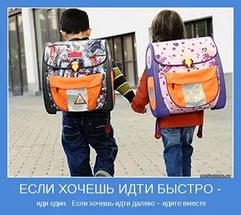 ЕСЛИ ХОЧЕШЬ ИДТИ БЫСТРО -
иди один. Если хочешь идти далеко – идите вместе